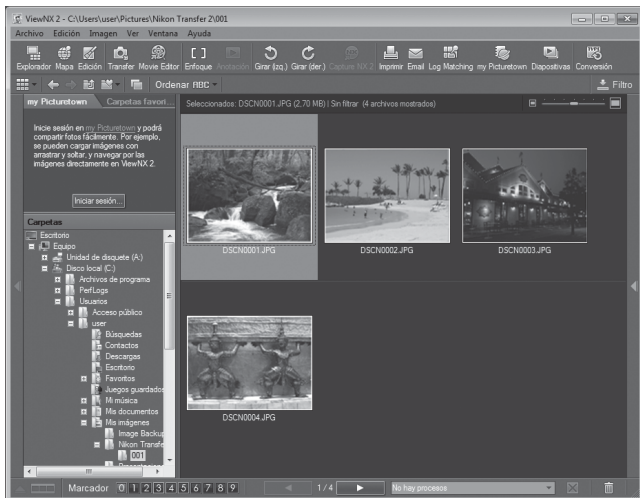 ViewNX 2 - C:\Users\user\Pictures\Nikon Transfer 2\001
Archivo Edición Imagen Ver Ventana Ayuda
Explorador Mapa Edición Transfer Movie Editor Enfoque Anotación Girar (izq.) Girar (der.) Capture NX 2 Imprimir Email Log Matching my Picturetown Diapositivas Conversión
Ordenar ABC
Filtro
my Picturetown Carpetas favori...
Seleccionados: DSCN0001.JPG (2,70 MB) | Sin filtrar (4 archivos mostrados)
Inicie sesión en my Picturetown y podrá
compartir fotos fácilmente. Por ejemplo,
se pueden cargar imágenes con
arrastrar y soltar, y navegar por las
imágenes directamente en ViewNX 2.
Iniciar sesión...
DSCN0001.JPG
DSCN0002.JPG
DSCN0003.JPG
Carpetas
Escritorio
Equipo
Unidad de disquete (A:)
Disco local (C:)
Archivos de programa
PerfLogs
Usuarios
Acceso público
user
Búsquedas
Contactos
Descargas
Escritorio
Favoritos
Juegos guardados
Mi música
Mis documentos
Mis imágenes
Image Backup
Nikon Transfe
001
DSCN0004.JPG
Marcador 0 1 2 3 4 5 6 7 8 9
1/4
No hay procesos